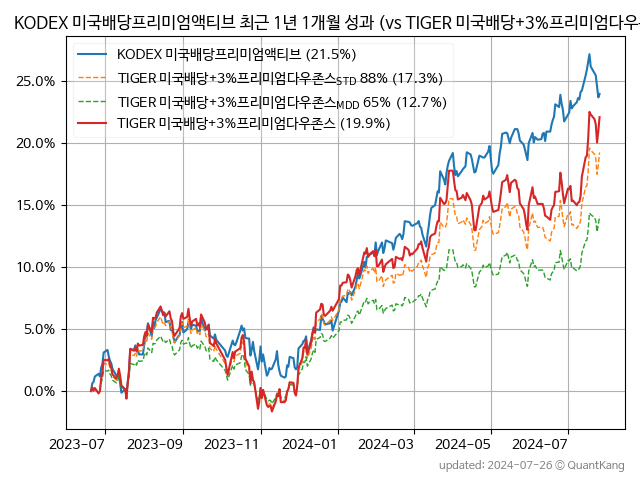 KODEX 미국배당프리미엄액티브 최근 1년 1개월 성과 (vs TIGER 미국배당+3%프리미엄다우
KODEX 미국배당프리미엄액티브 (21.5%)
TIGER 미국배당+3%프리미엄다우존스STD 88% (17.3%)
TIGER 미국배당+3%프리미엄다우존스MDD 65% (12.7%)
TIGER 미국배당+3%프리미엄다우존스 (19.9%)
25.0%
20.0%
15.0%
10.0%
5.0%
0.0%
2023-07 2023-09 2023-11 2024-01 2024-03 2024-05 2024-07
updated: 2024-07-26 © QuantKang